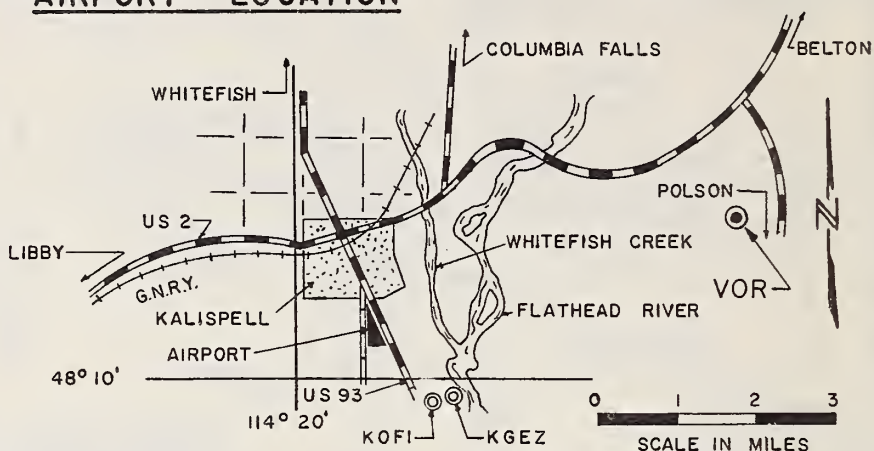 AIRPORT LOCATION
COLUMBIA FALLS
BELTON
WHITEFISH
POLSON
US 2
LIBBY
WHITEFISH CREEK
G.N.RY.
VOR
N
KALISPELL
FLATHEAD RIVER
AIRPORT
48° 10'
US 93
114° 20'
0 1 2 3
KOFI
KGEZ
SCALE IN MILES